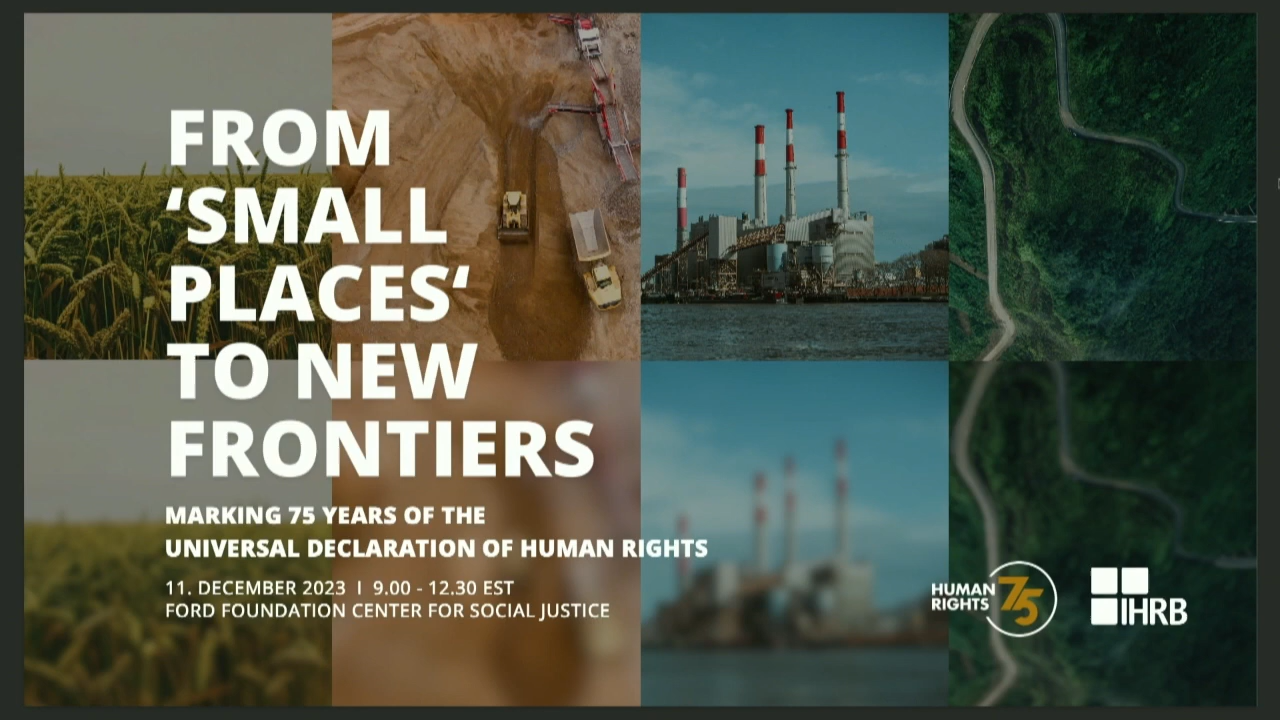 FROM
‘SMALL
PLACES‘
TO NEW
FRONTIERS
MARKING 75 YEARS OF THE
UNIVERSAL DECLARATION OF HUMAN RIGHTS
11. DECEMBER 2023 I 9.00 - 12.30 EST
FORD FOUNDATION CENTER FOR SOCIAL JUSTICE
HUMAN
RIGHTS
75
IHRB